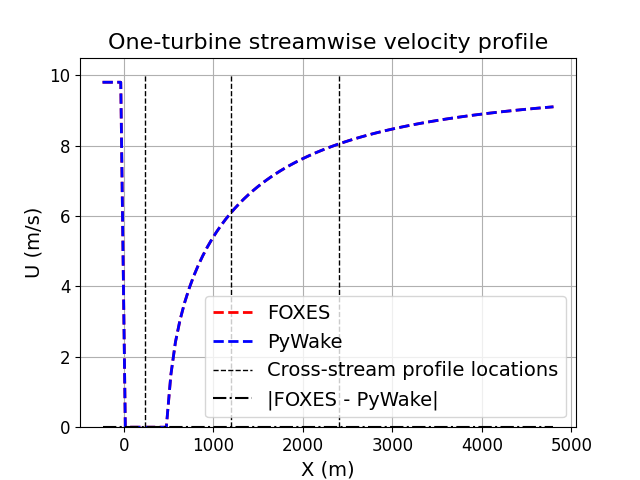 One-turbine streamwise velocity profile
U (m/s)
10
8
6
4
2
0
FOXES
PyWake
Cross-stream profile locations
|FOXES - PyWake|
0 1000 2000 3000 4000 5000
X (m)